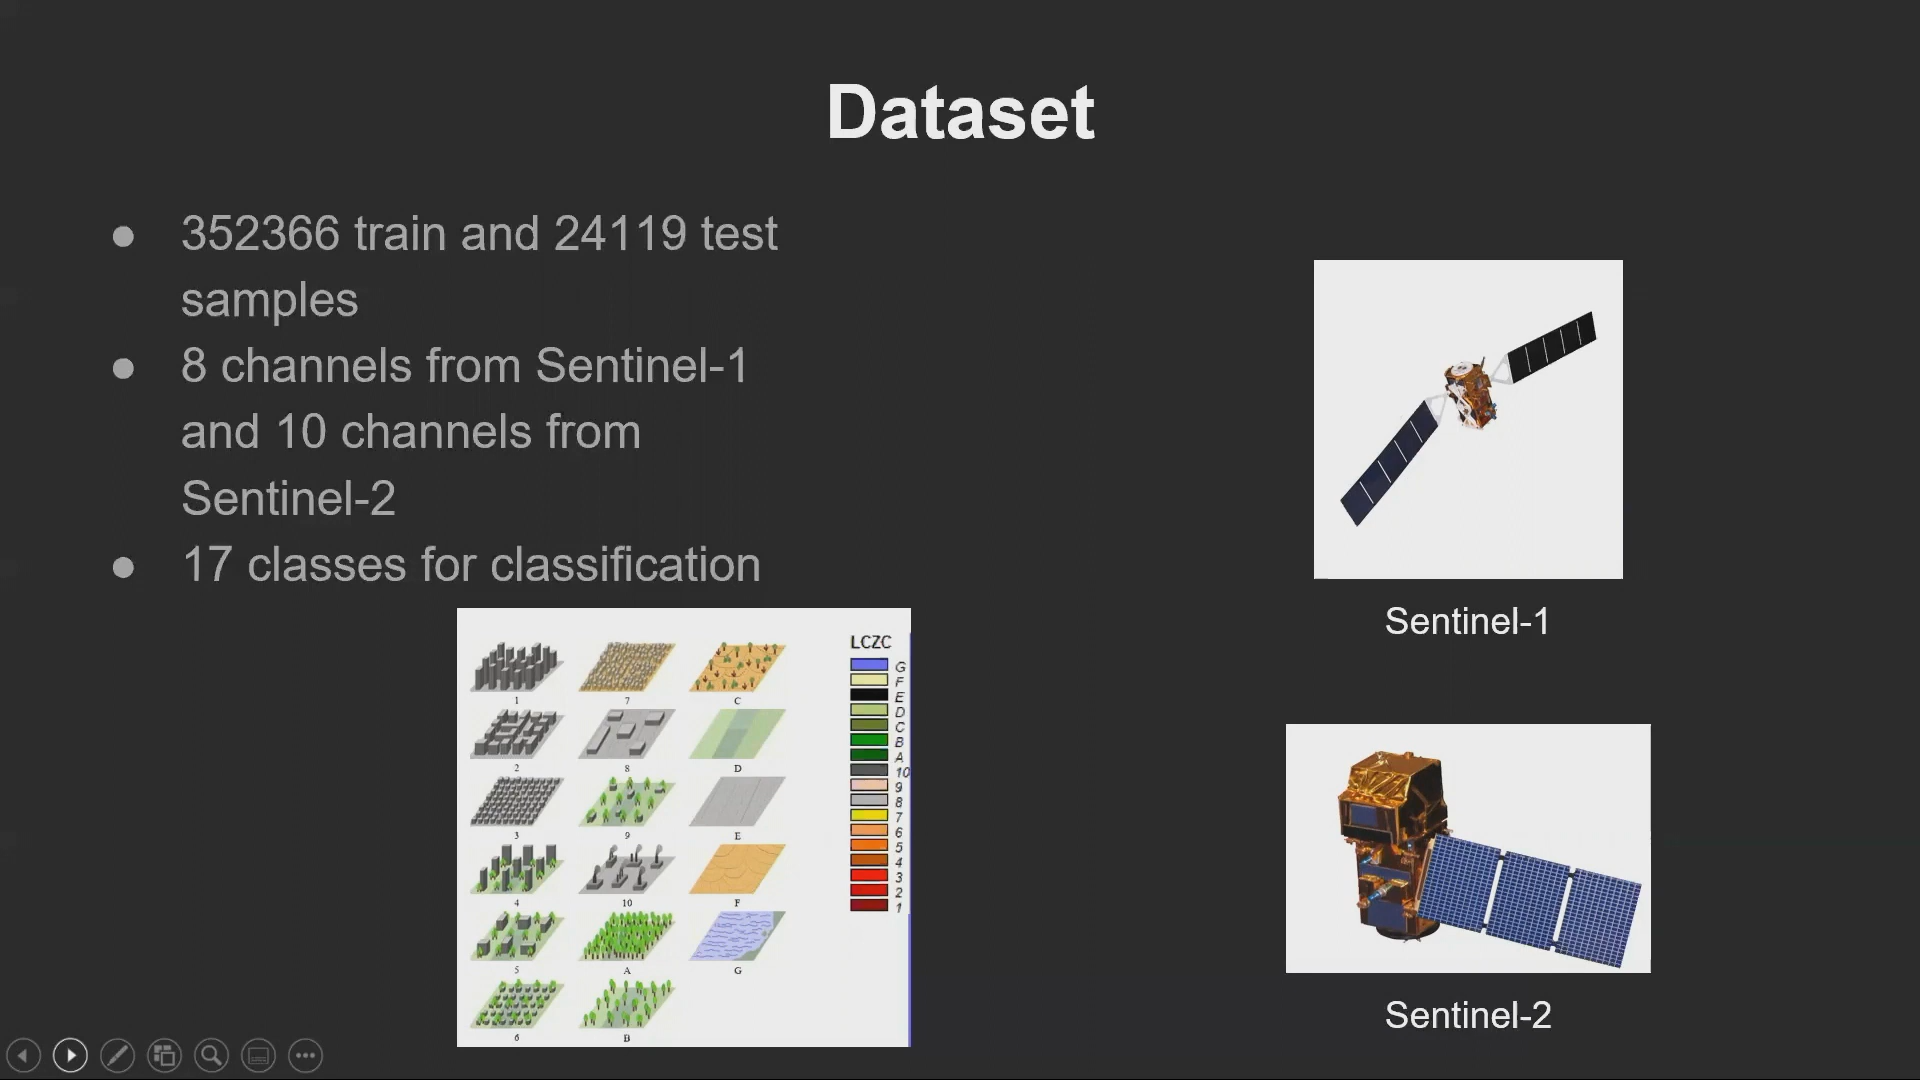 Dataset
● 352366 train and 24119 test
samples
● 8 channels from Sentinel-1
and 10 channels from
Sentinel-2
● 17 classes for classification
1 7 C
2 8 D
3 9 E
4 10 F
5 A G
6 B
LCZC
G
F
E
D
C
B
A
10
9
8
7
6
5
4
3
2
1
Sentinel-1
Sentinel-2